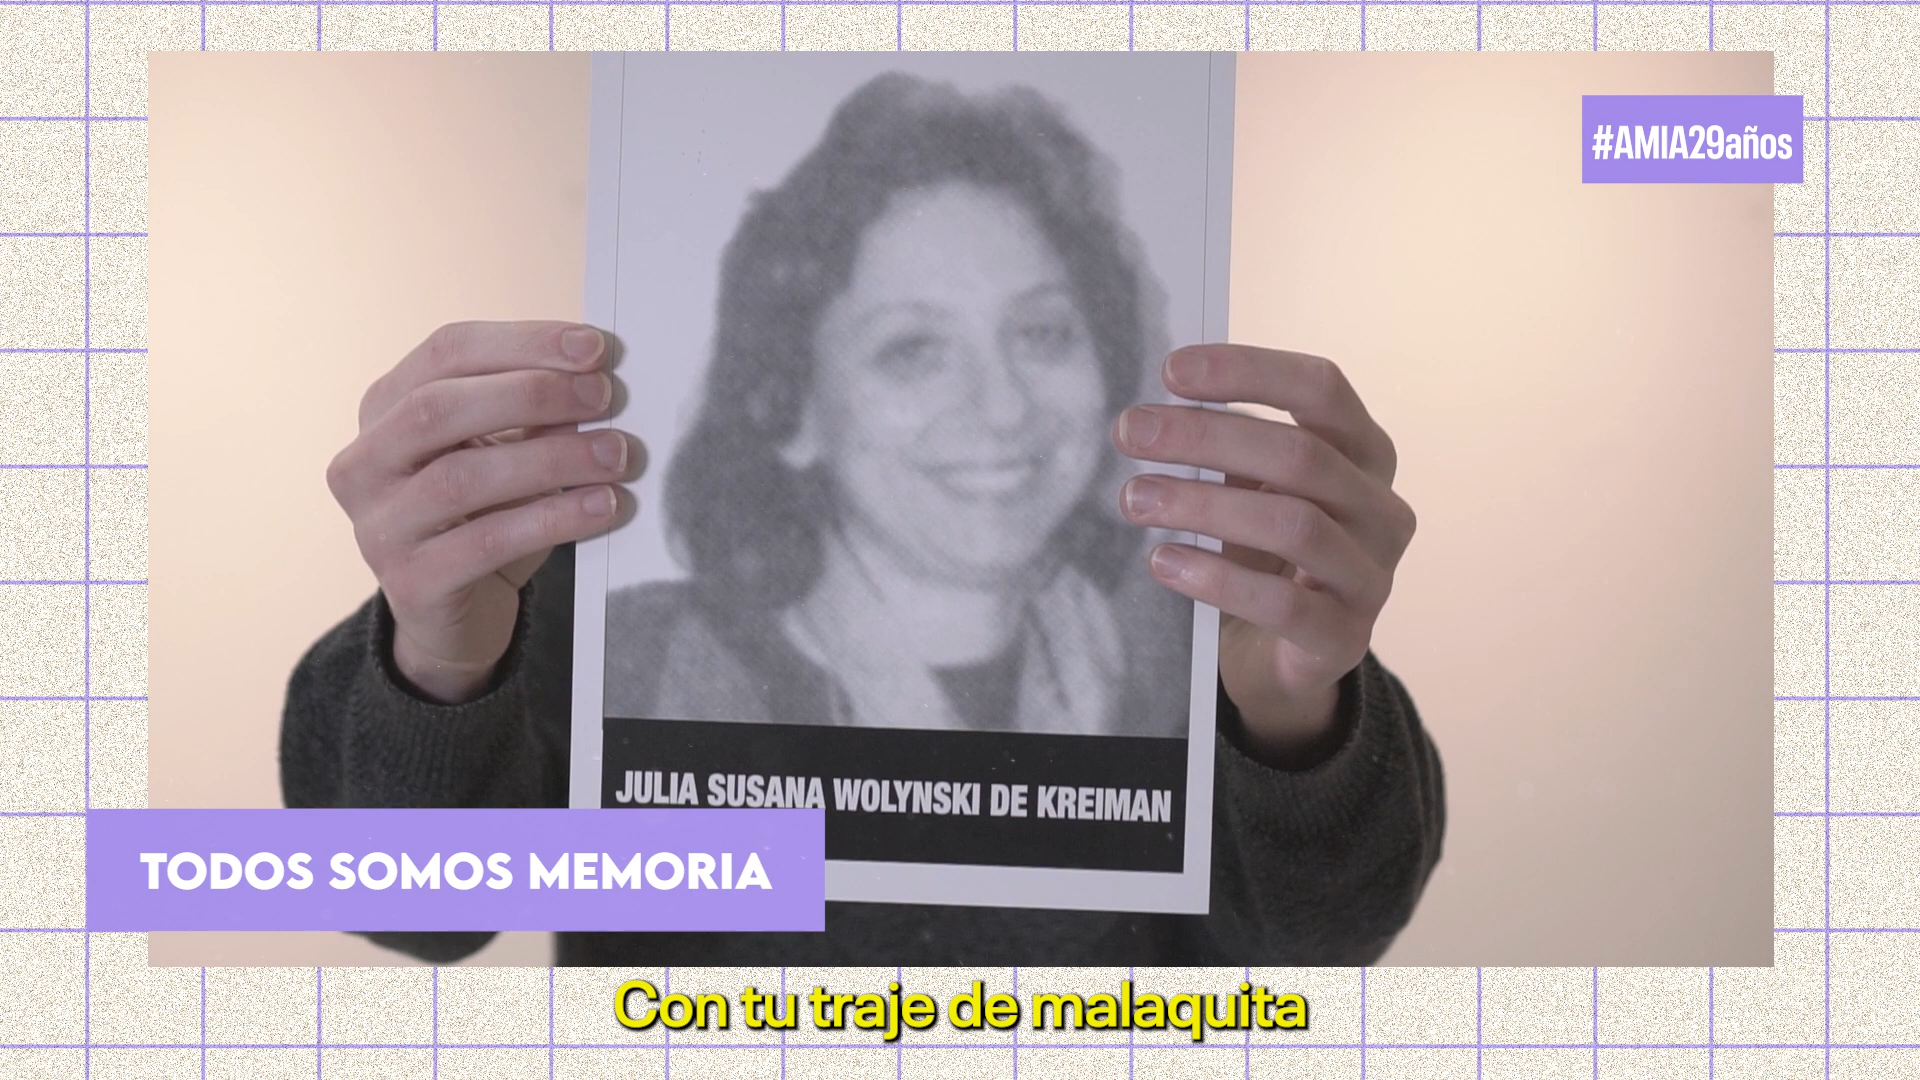 #AMIA29años
JULIA SUSANA WOLYNSKI DE KREIMAN
TODOS SOMOS MEMORIA
Con tu traje de malaquita